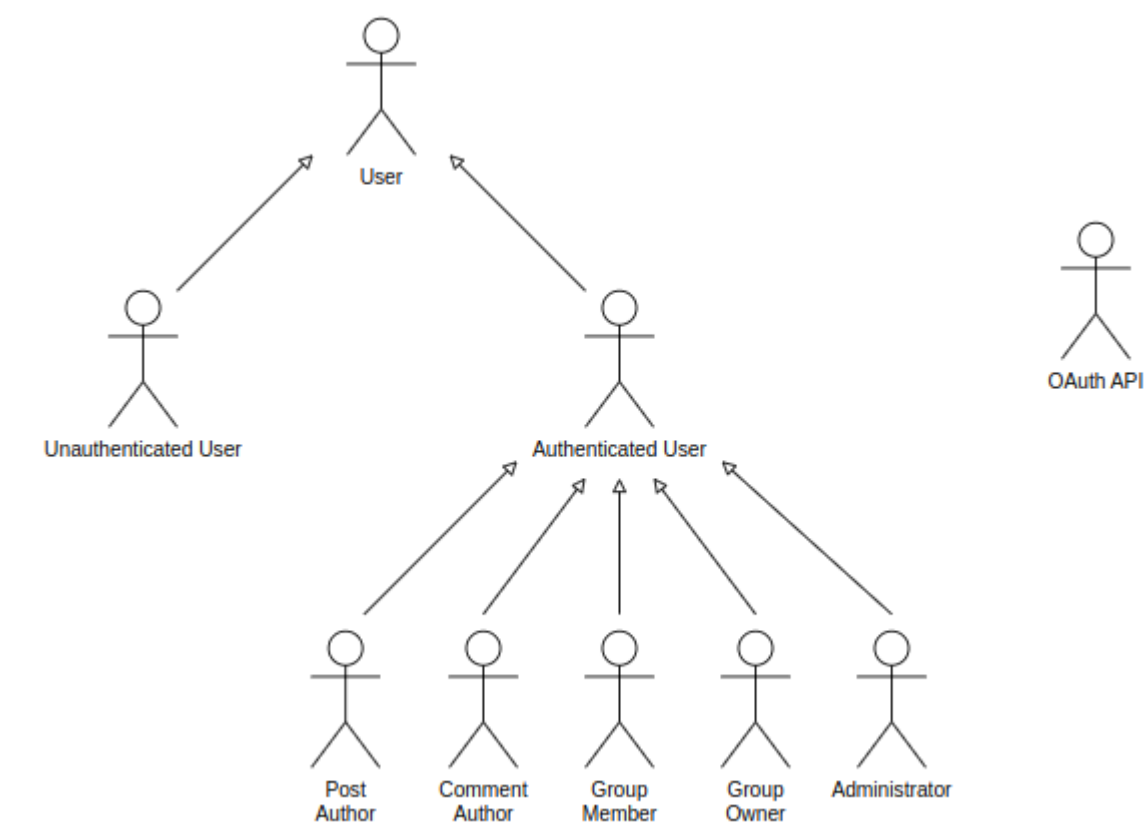 User
OAuth API
Unauthenticated User
Authenticated User
Post
Author
Comment
Author
Group
Member
Group
Owner
Administrator